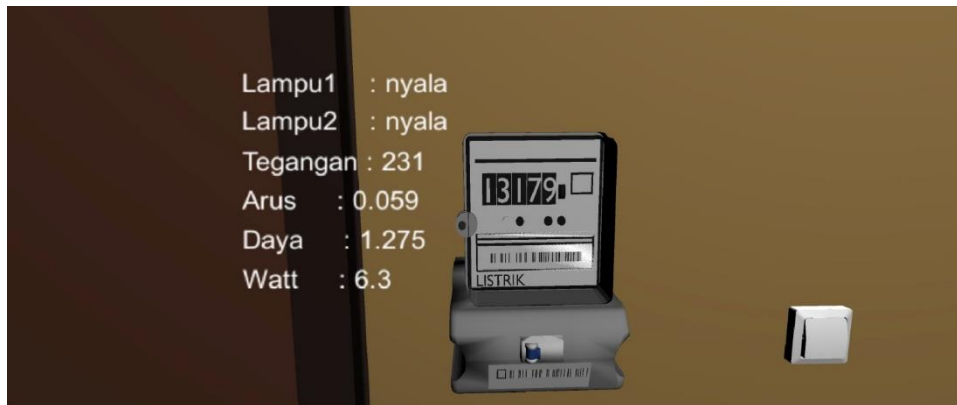 Lampu1 : nyala
Lampu2 : nyala
Tegangan : 231
Arus : 0.059
Daya : 1.275
Watt : 6.3
13179
LISTRIK